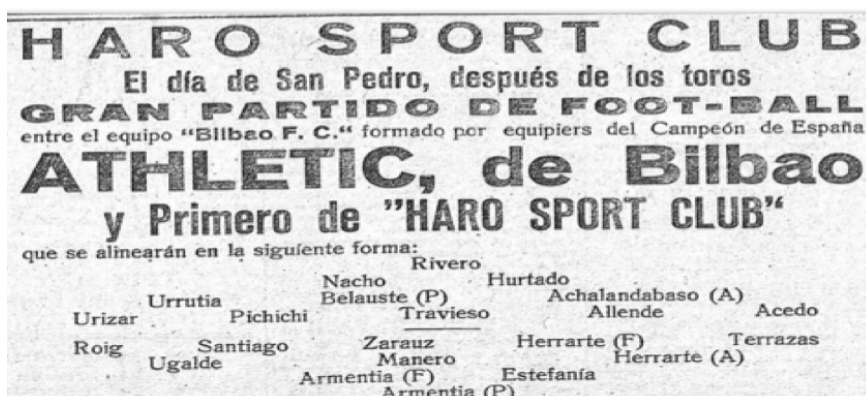 HARO SPORT CLUB
El día de San Pedro, después de los toros
GRAN PARTIDO DE FOOT-BALL
entre el equipo "Bilbao F. C." formado por equipiers del Campeón de España
ATHLETIC, de Bilbao
y Primero de "HARO SPORT CLUB"
que se alinearán en la siguiente forma:
Rivero
Nacho Hurtado
Urrutia Belauste (P) Achalandabaso (A)
Urizar Pichichi Travieso Allende Acedo
Roig Santiago Zarauz Herrarte (F) Terrazas
Ugalde Manero Herrarte (A)
Armentia (F) Estefanía
Armentia (P)